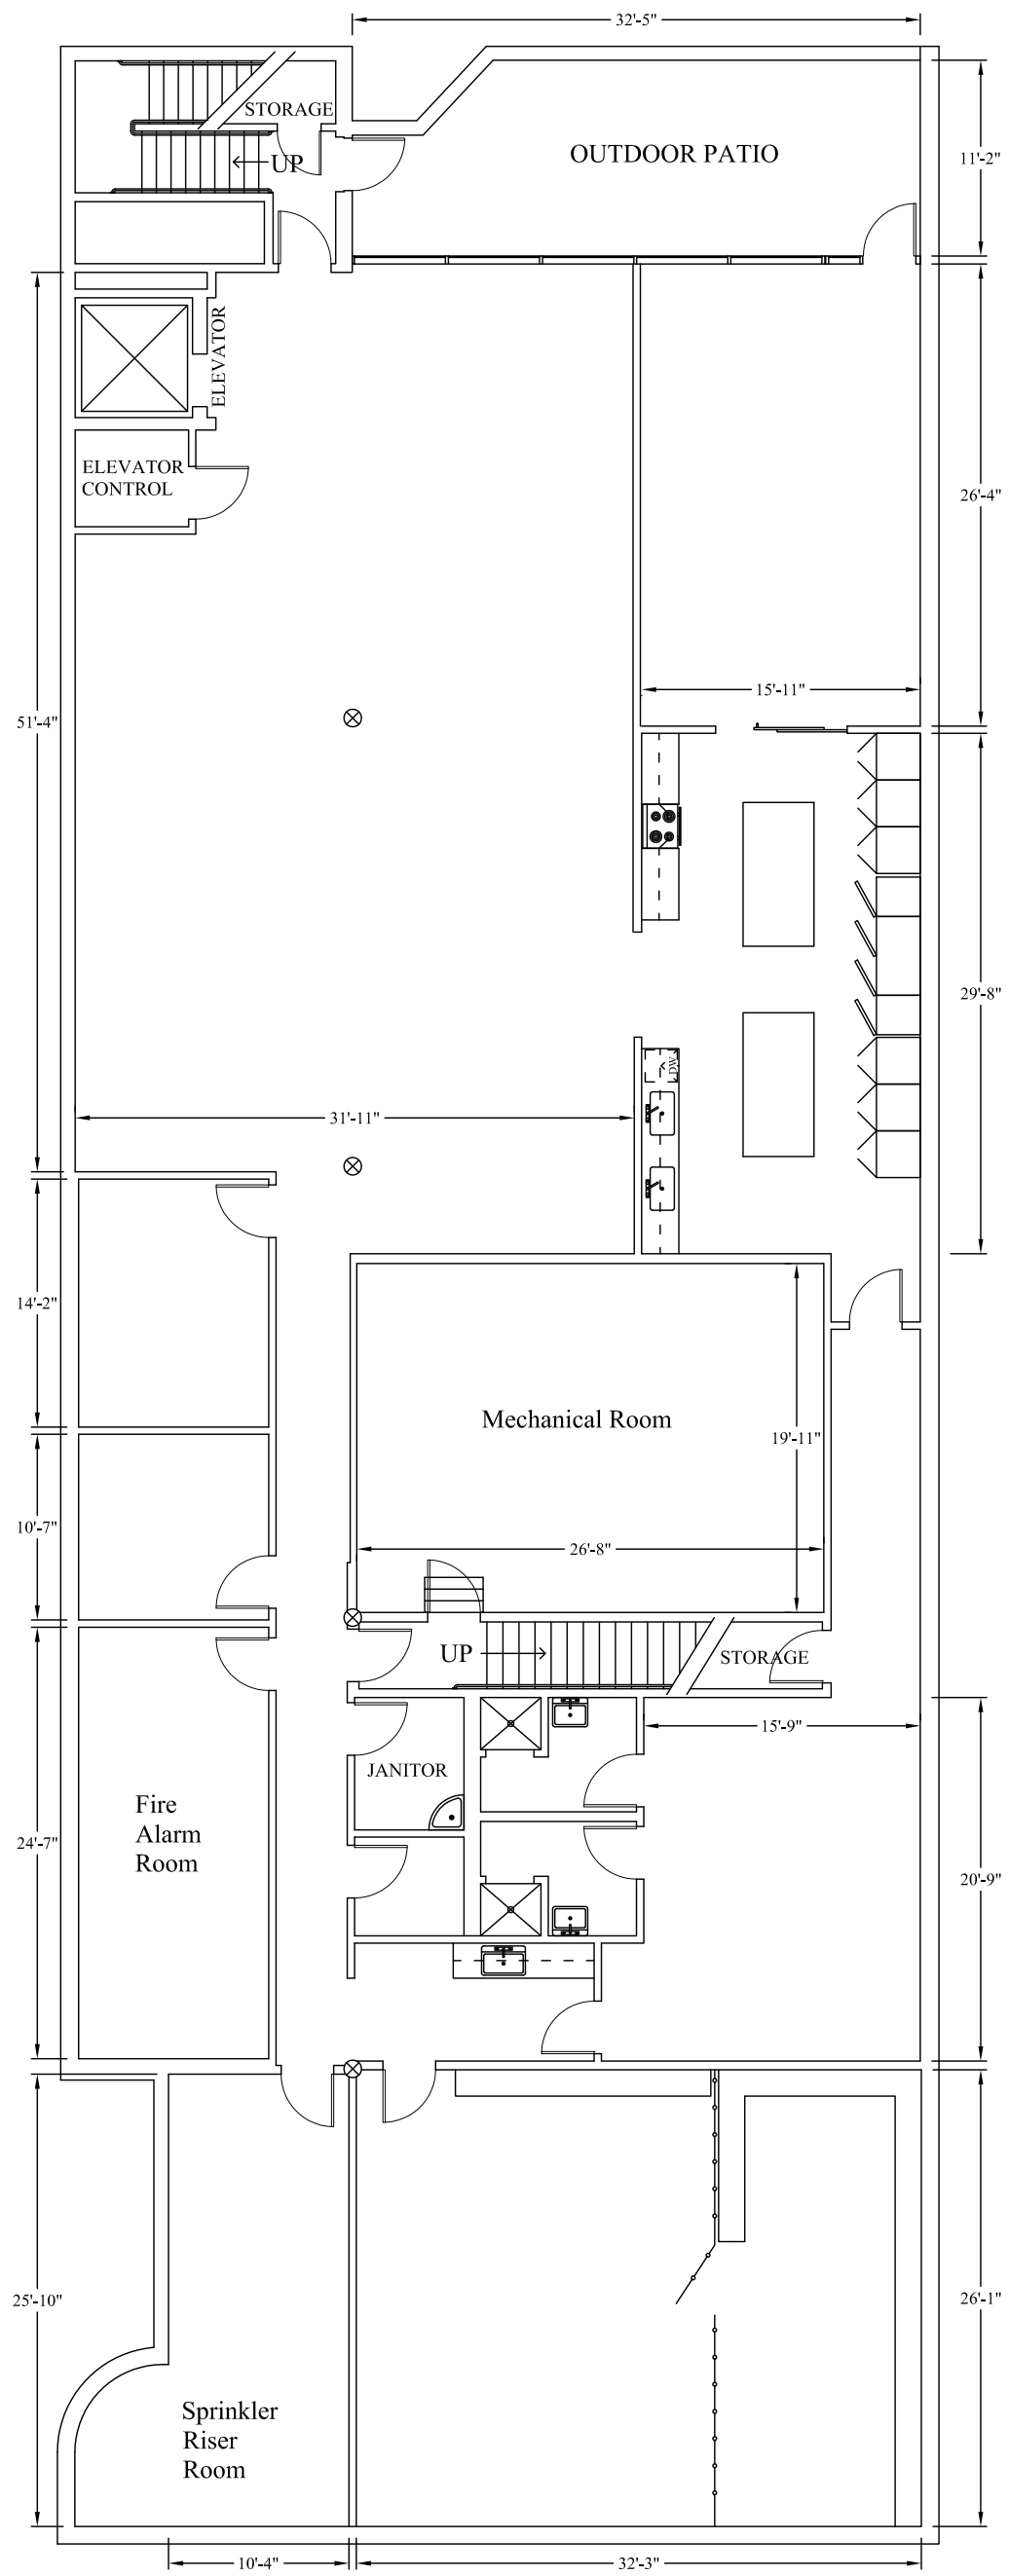 32'-5"
STORAGE
UP
OUTDOOR PATIO
11'-2"
ELEVATOR
ELEVATOR
CONTROL
26'-4"
15'-11"
51'-4"
29'-8"
DW
31'-11"
14'-2"
Mechanical Room
19'-11"
10'-7"
26'-8"
UP
STORAGE
15'-9"
JANITOR
Fire
Alarm
Room
24'-7"
20'-9"
25'-10"
26'-1"
Sprinkler
Riser
Room
10'-4"
32'-3"